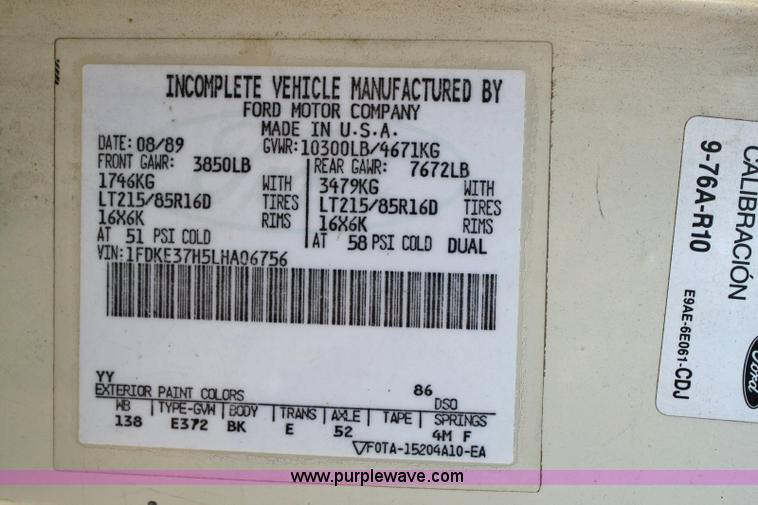 INCOMPLETE VEHICLE MANUFACTURED BY
FORD MOTOR COMPANY
MADE IN U.S.A.
DATE: 08/89 GVWR: 10300LB/4671KG
FRONT GAWR: 3850LB REAR GAWR: 7672LB
1746KG WITH 3479KG WITH
LT215/85R16D TIRES LT215/85R16D TIRES
16X6K RIMS 16X6K RIMS
AT 51 PSI COLD AT 58 PSI COLD DUAL
VIN: 1FDKE37H5LHA06756
YY 86
EXTERIOR PAINT COLORS DSO
WB TYPE-GVW BODY TRANS AXLE TAPE SPRINGS
138 E372 BK E 52 4M F
F0TA-15204A10-EA
CALIBRACIÓN
9-76A-R10
E9AE-6E061-CDJ
Ford
www.purplewave.com